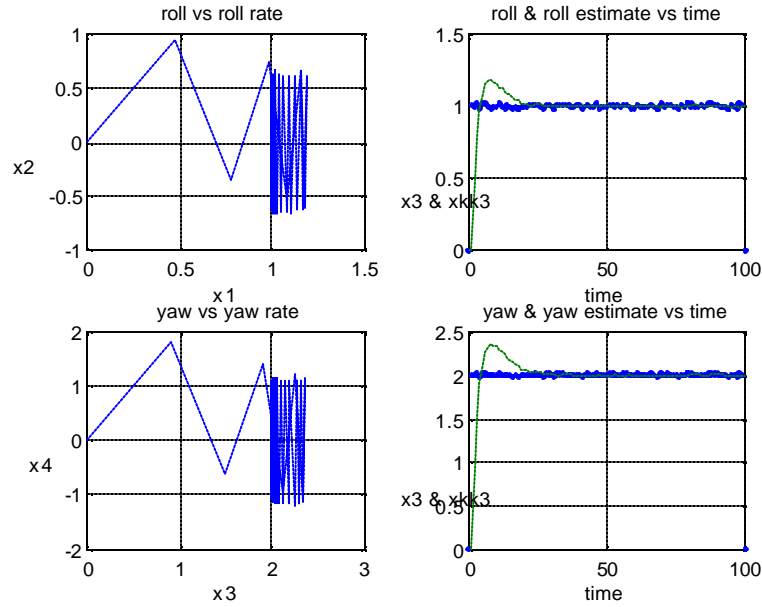 roll vs roll rate
1
0.5
0
-0.5
-1
x2
0 0.5 1 1.5
x1
roll & roll estimate vs time
1.5
1
0.5
0
x3 & xkk3
0 50 100
time
yaw vs yaw rate
2
1
0
-1
-2
x4
0 1 2 3
x3
yaw & yaw estimate vs time
2.5
2
1.5
1
0.5
0
x3 & xkk3
0 50 100
time